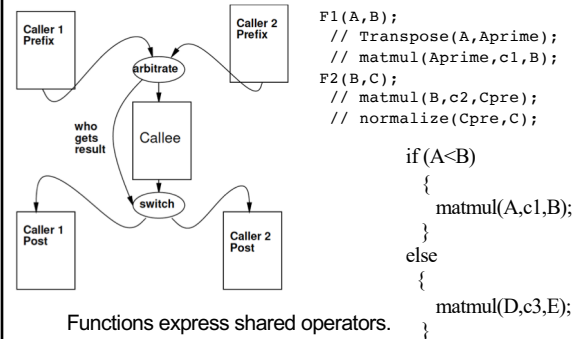 Caller 1
Prefix
Caller 2
Prefix
arbitrate
who
gets
result
Callee
switch
Caller 1
Post
Caller 2
Post
F1(A,B);
// Transpose(A,Aprime);
// matmul(Aprime,c1,B);
F2(B,C);
// matmul(B,c2,Cpre);
// normalize(Cpre,C);
if (A<B)
{
matmul(A,c1,B);
}
else
{
matmul(D,c3,E);
}
Functions express shared operators.